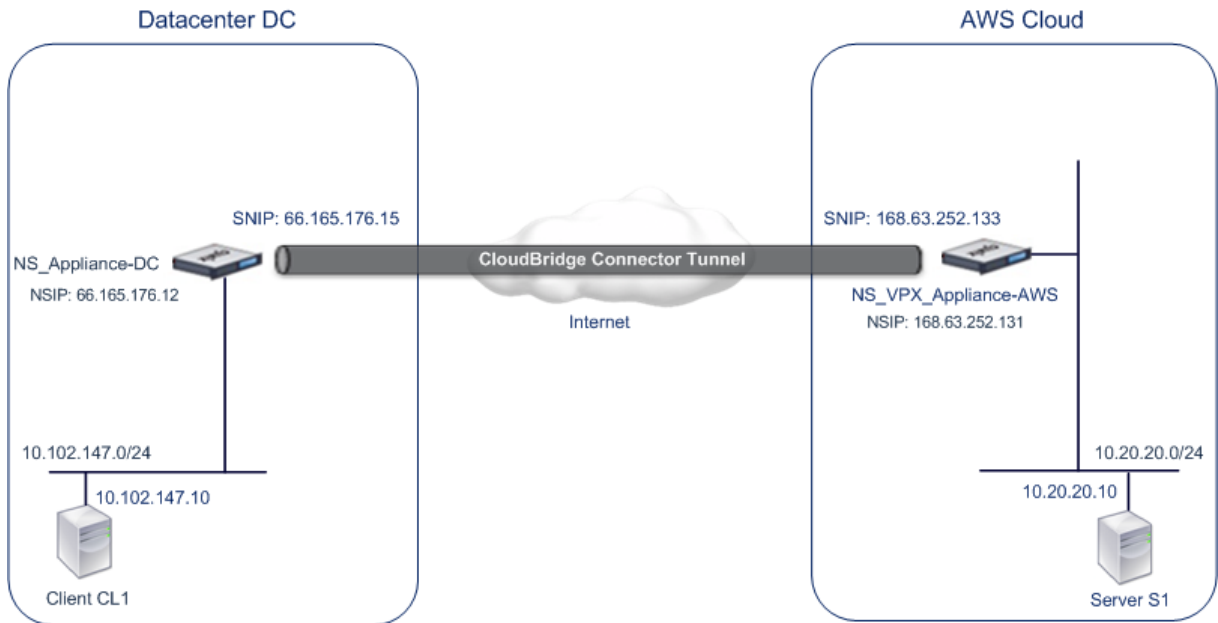 Datacenter DC
AWS Cloud
SNIP: 66.165.176.15
SNIP: 168.63.252.133
NS_Appliance-DC
CloudBridge Connector Tunnel
NSIP: 66.165.176.12
NS_VPX_Appliance-AWS
Internet
NSIP: 168.63.252.131
10.102.147.0/24
10.20.20.0/24
10.102.147.10
10.20.20.10
Client CL1
Server S1